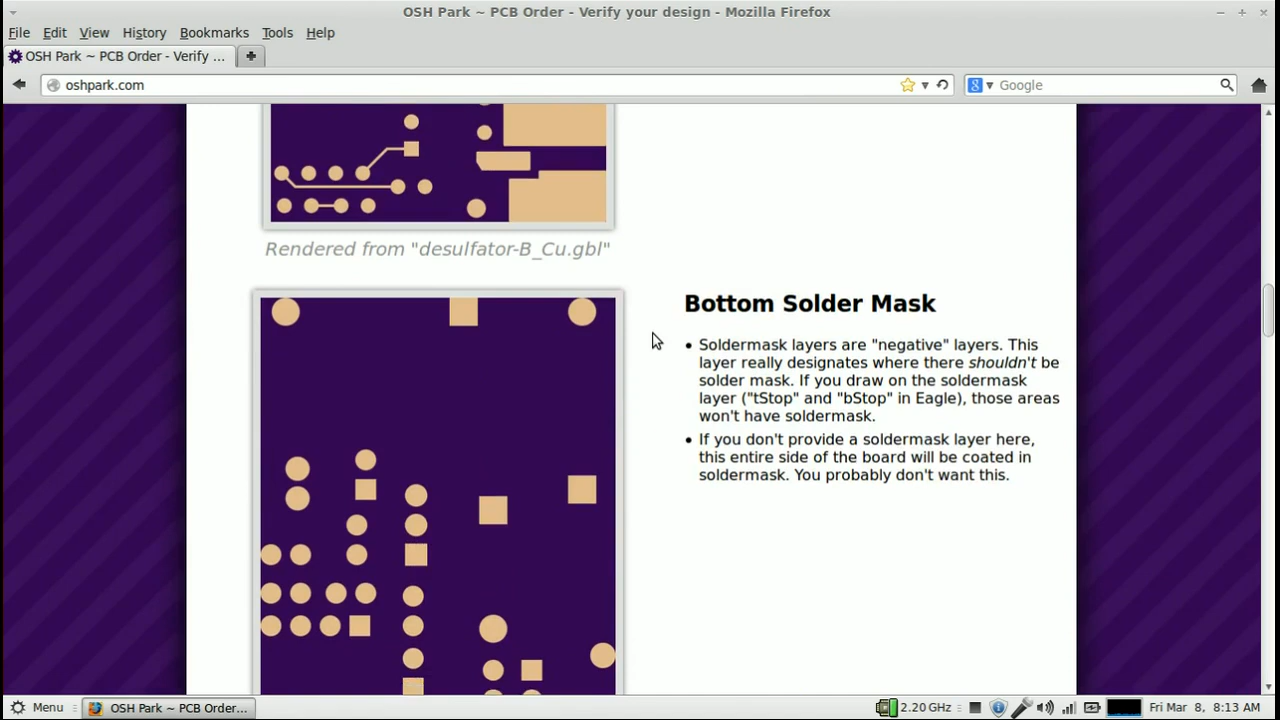 OSH Park ~ PCB Order - Verify your design - Mozilla Firefox
File Edit View History Bookmarks Tools Help
OSH Park ~ PCB Order - Verify ...
oshpark.com
8 Google
Rendered from "desulfator-B_Cu.gbl"
Bottom Solder Mask
• Soldermask layers are "negative" layers. This
layer really designates where there shouldn't be
solder mask. If you draw on the soldermask
layer ("tStop" and "bStop" in Eagle), those areas
won't have soldermask.
• If you don't provide a soldermask layer here,
this entire side of the board will be coated in
soldermask. You probably don't want this.
Menu OSH Park ~ PCB Order... 2.20 GHz Fri Mar 8, 8:13 AM